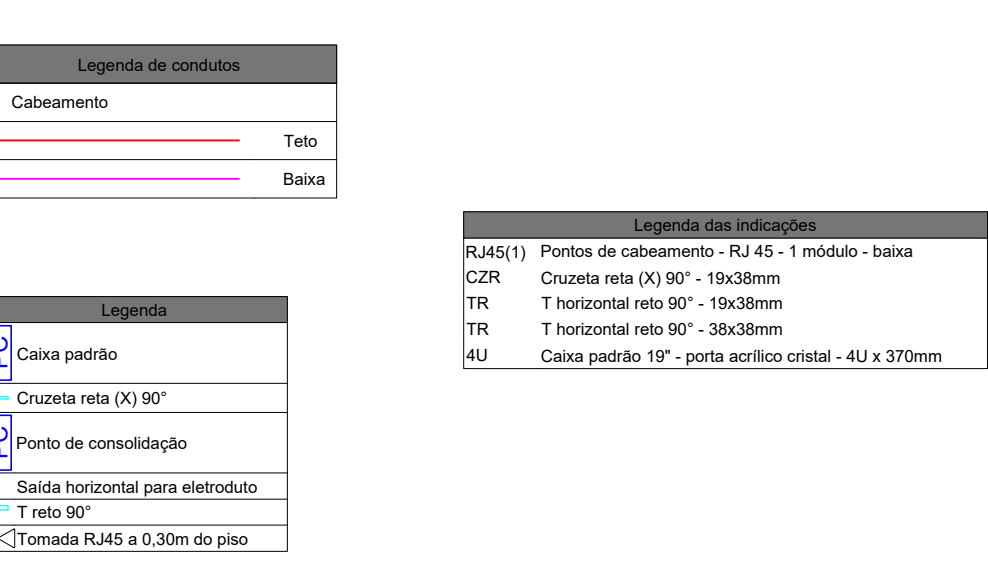 Legenda de condutos
Cabeamento
Teto
Baixa
Legenda das indicações
RJ45(1) Pontos de cabeamento - RJ 45 - 1 módulo - baixa
CZR Cruzeta reta (X) 90° - 19x38mm
TR T horizontal reto 90° - 19x38mm
TR T horizontal reto 90° - 38x38mm
4U Caixa padrão 19" - porta acrílico cristal - 4U x 370mm
Legenda
Caixa padrão
Cruzeta reta (X) 90°
Ponto de consolidação
Saída horizontal para eletroduto
T reto 90°
Tomada RJ45 a 0,30m do piso